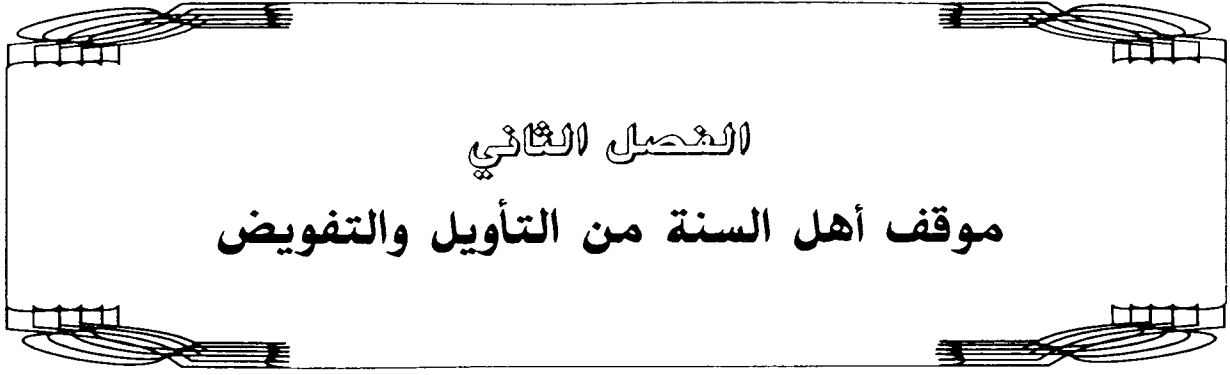 الفصل الثاني
موقف أهل السنة من التأويل والتفويض